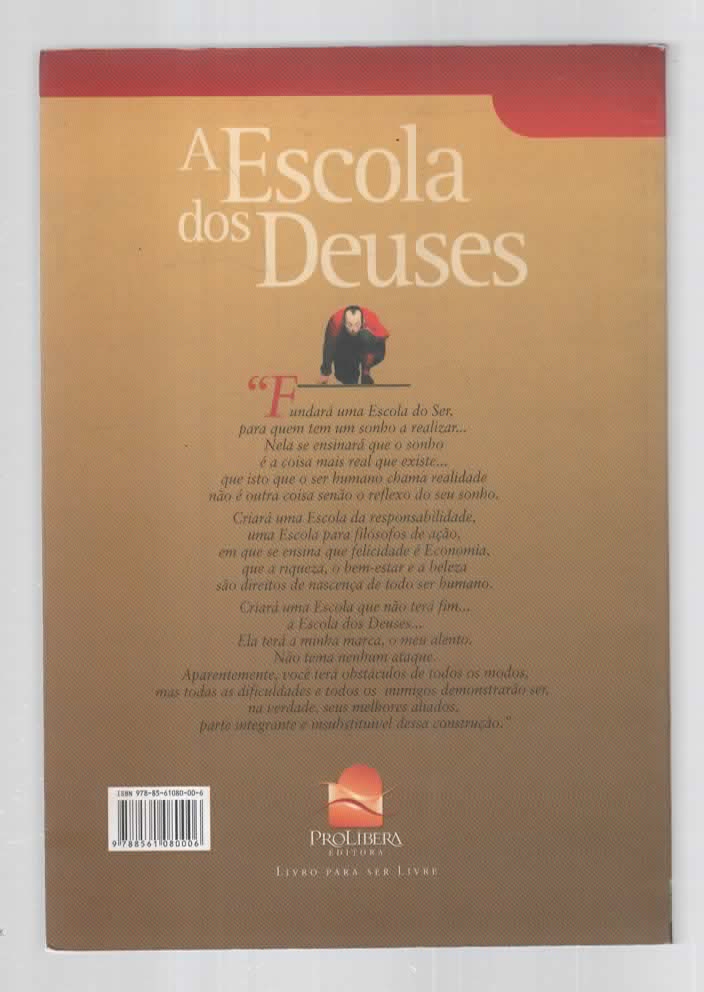 A Escola
dos Deuses
“Fundará uma Escola do Ser,
para quem tem um sonho a realizar...
Nela se ensinará que o sonho
é a coisa mais real que existe...
que isto que o ser humano chama realidade
não é outra coisa senão o reflexo do seu sonho.
Criará uma Escola da responsabilidade,
uma Escola para filósofos de ação,
em que se ensina que felicidade é Economia,
que a riqueza, o bem-estar e a beleza
são direitos de nascença de todo ser humano.
Criará uma Escola que não terá fim...
a Escola dos Deuses...
Ela terá a minha marca, o meu alento.
Não tema nenhum ataque.
Aparentemente, você terá obstáculos de todos os modos,
mas todas as dificuldades e todos os inimigos demonstrarão ser,
na verdade, seus melhores aliados,
parte integrante e insubstituível dessa construção.”
ISBN 978-85-61080-00-6
9 788561 080006
PROLÍBERA
EDITORA
LIVRO PARA SER LIVRE